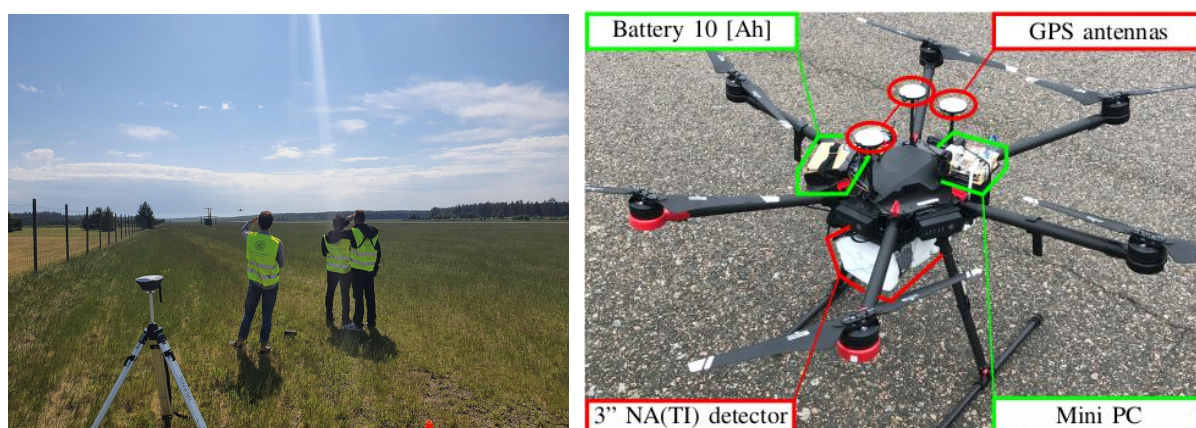 Battery 10 [Ah]
GPS antennas
3” NA(TI) detector
Mini PC